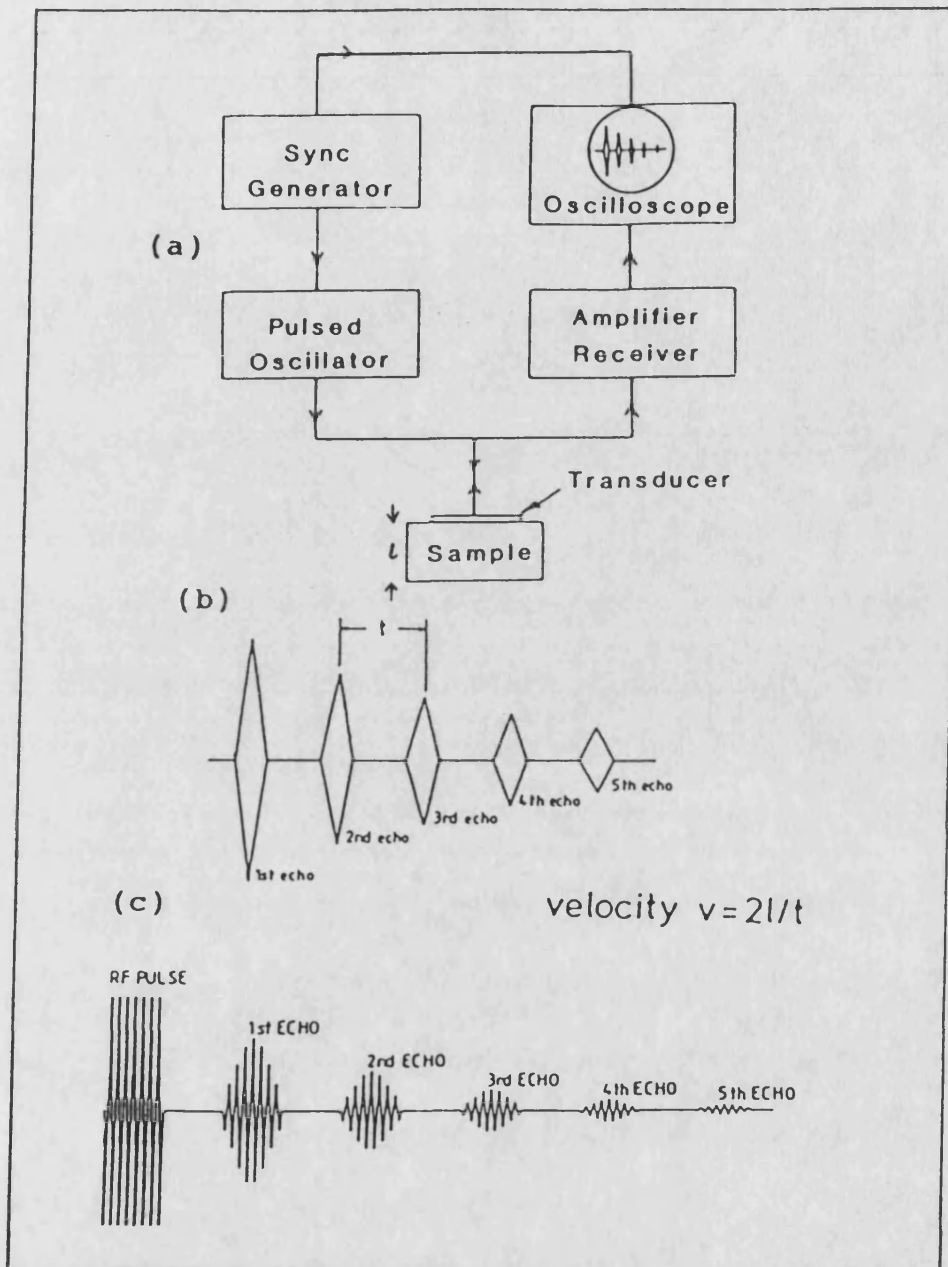 Sync
Generator
Oscilloscope
(a)
Pulsed
Oscillator
Amplifier
Receiver
Transducer
l
Sample
(b)
t
1st echo
2nd echo
3rd echo
4th echo
5th echo
(c)
velocity v = 2l/t
RF PULSE
1st ECHO
2nd ECHO
3rd ECHO
4th ECHO
5th ECHO